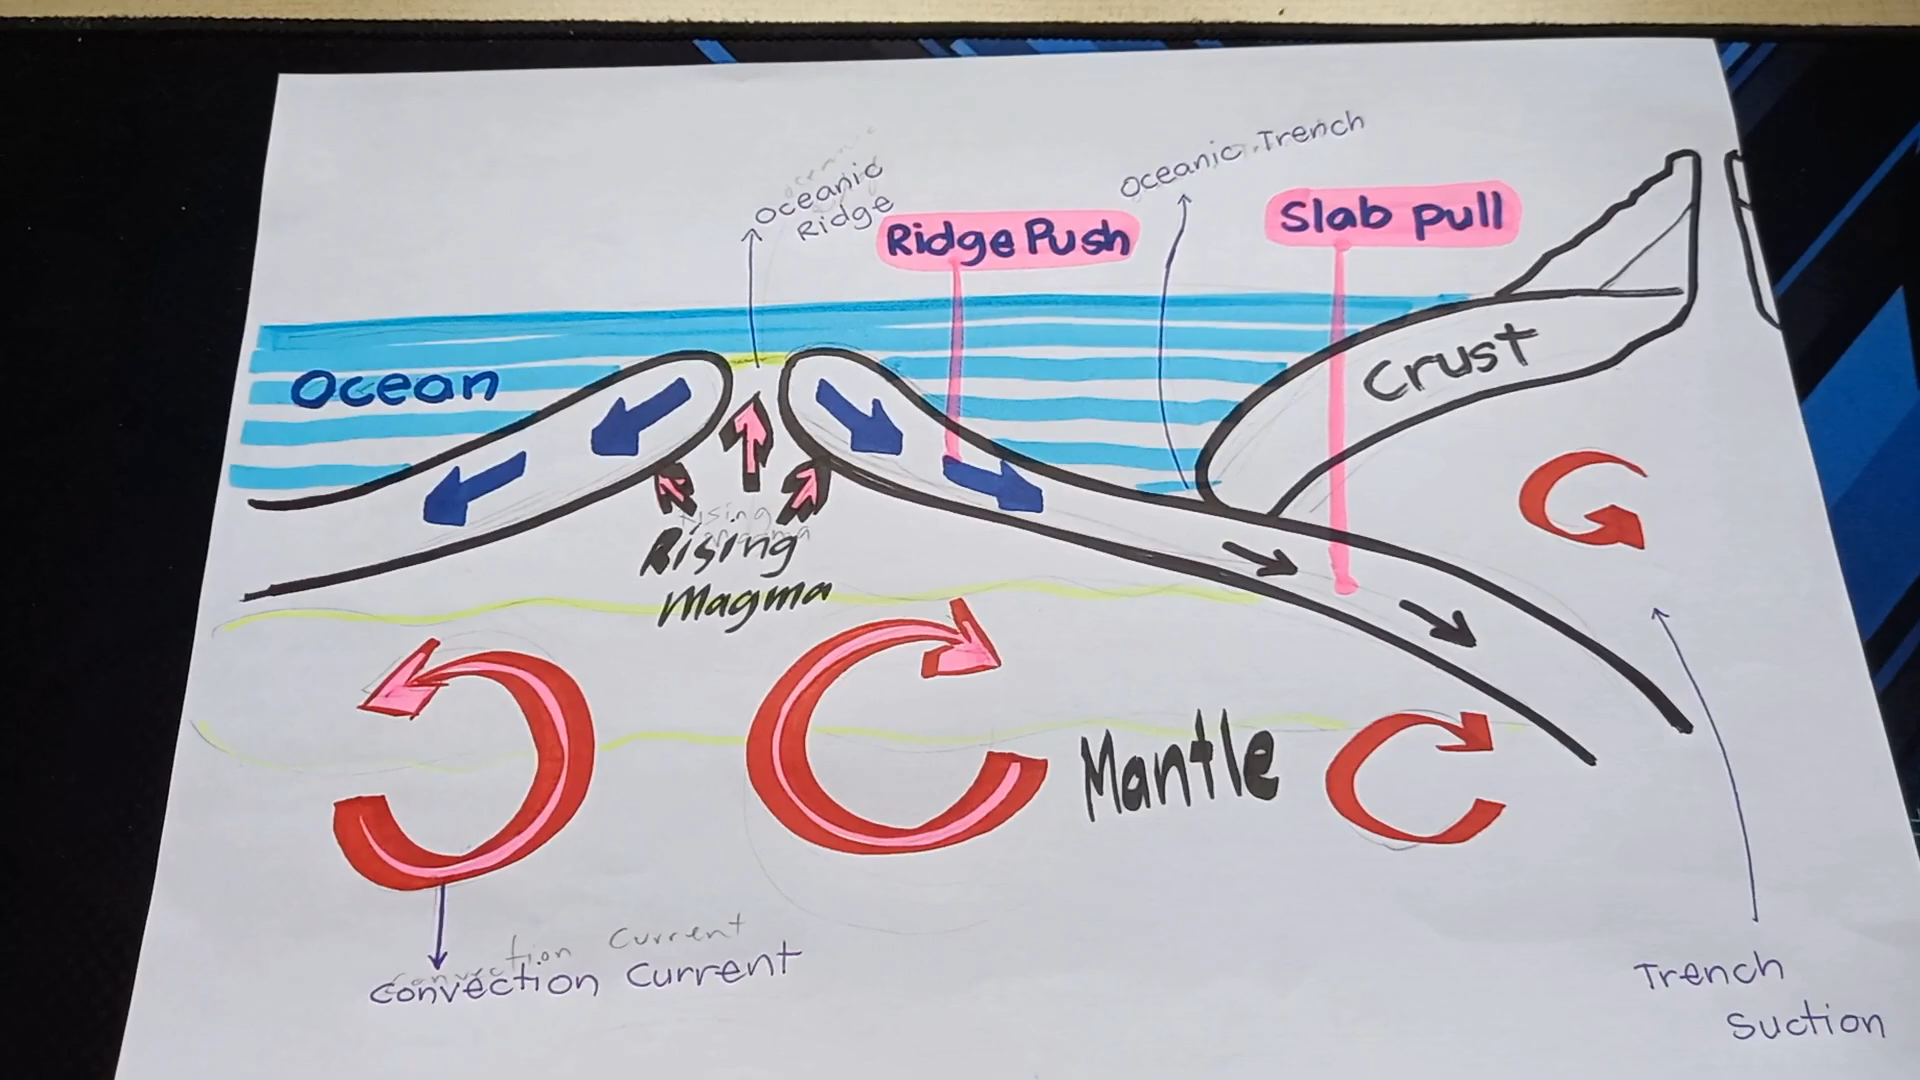 Oceanic Trench
Oceanic
Ridge
Slab pull
Ridge Push
Crust
Ocean
Rising
Magma
Mantle
Convection Current
Convection Current
Trench
Suction